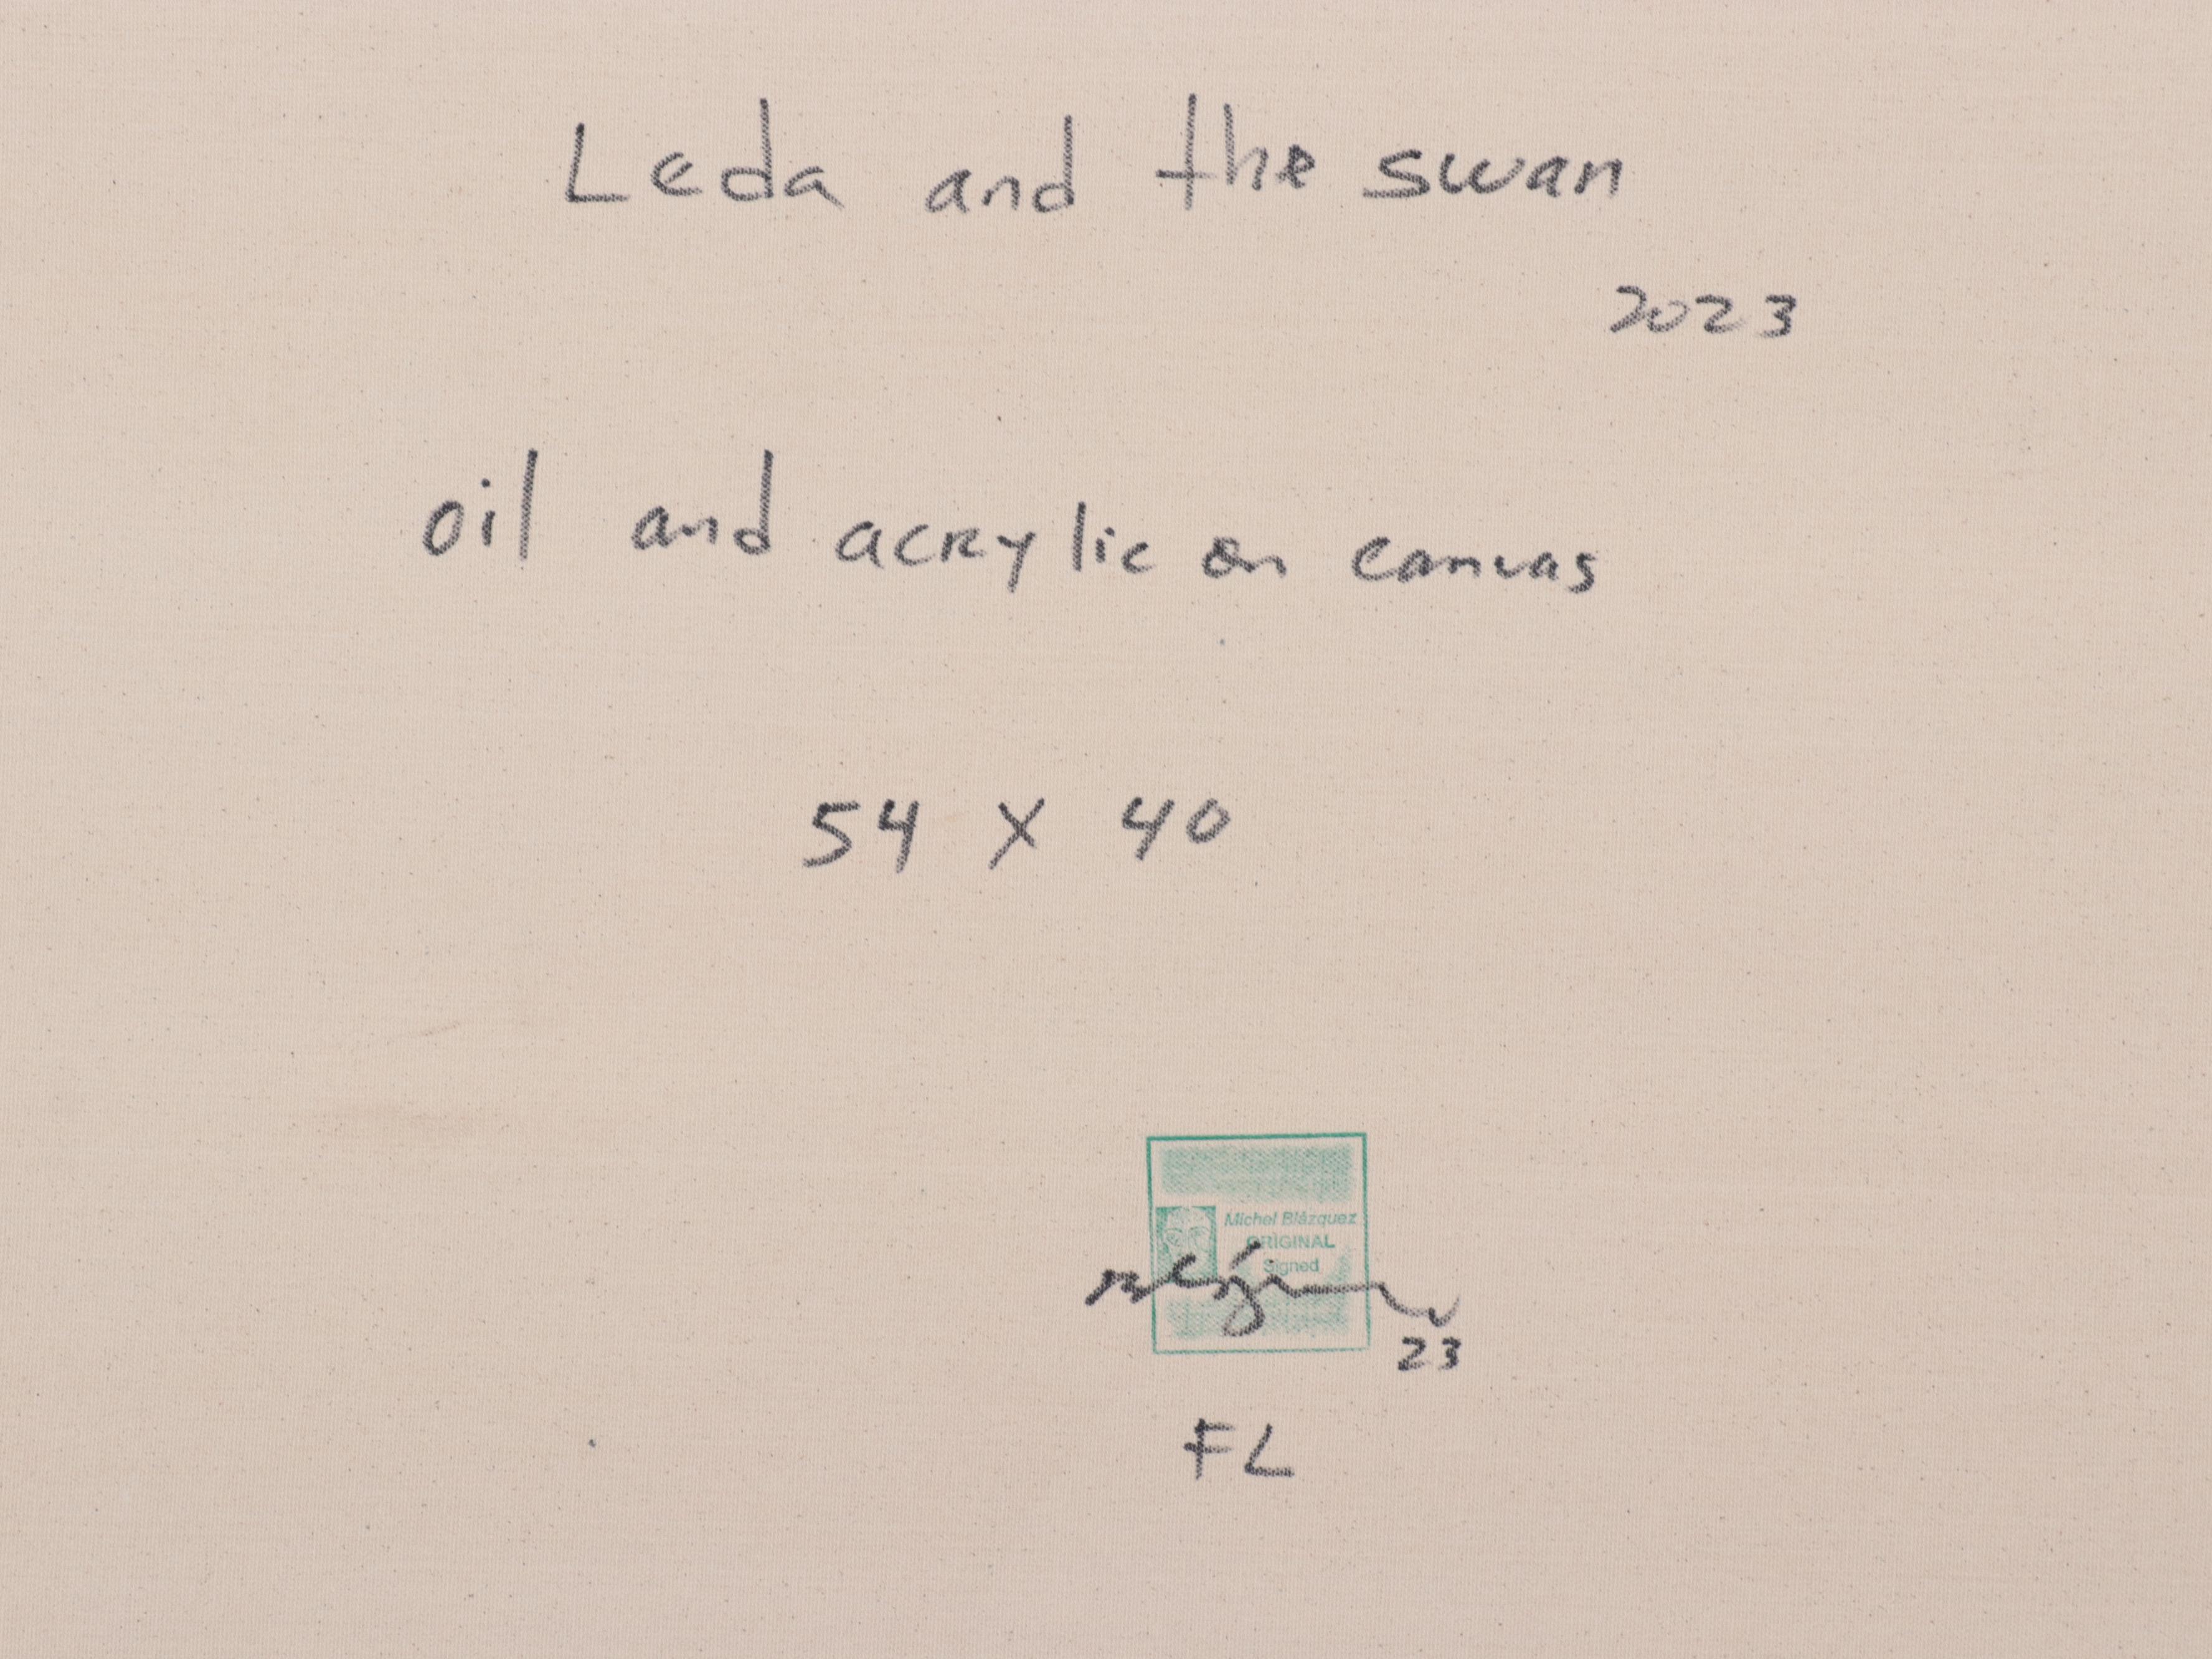 Leda and the swan
2023
oil and acrylic on canvas
54 X 40
Michel Blázquez
ORIGINAL
Signed
23
FL